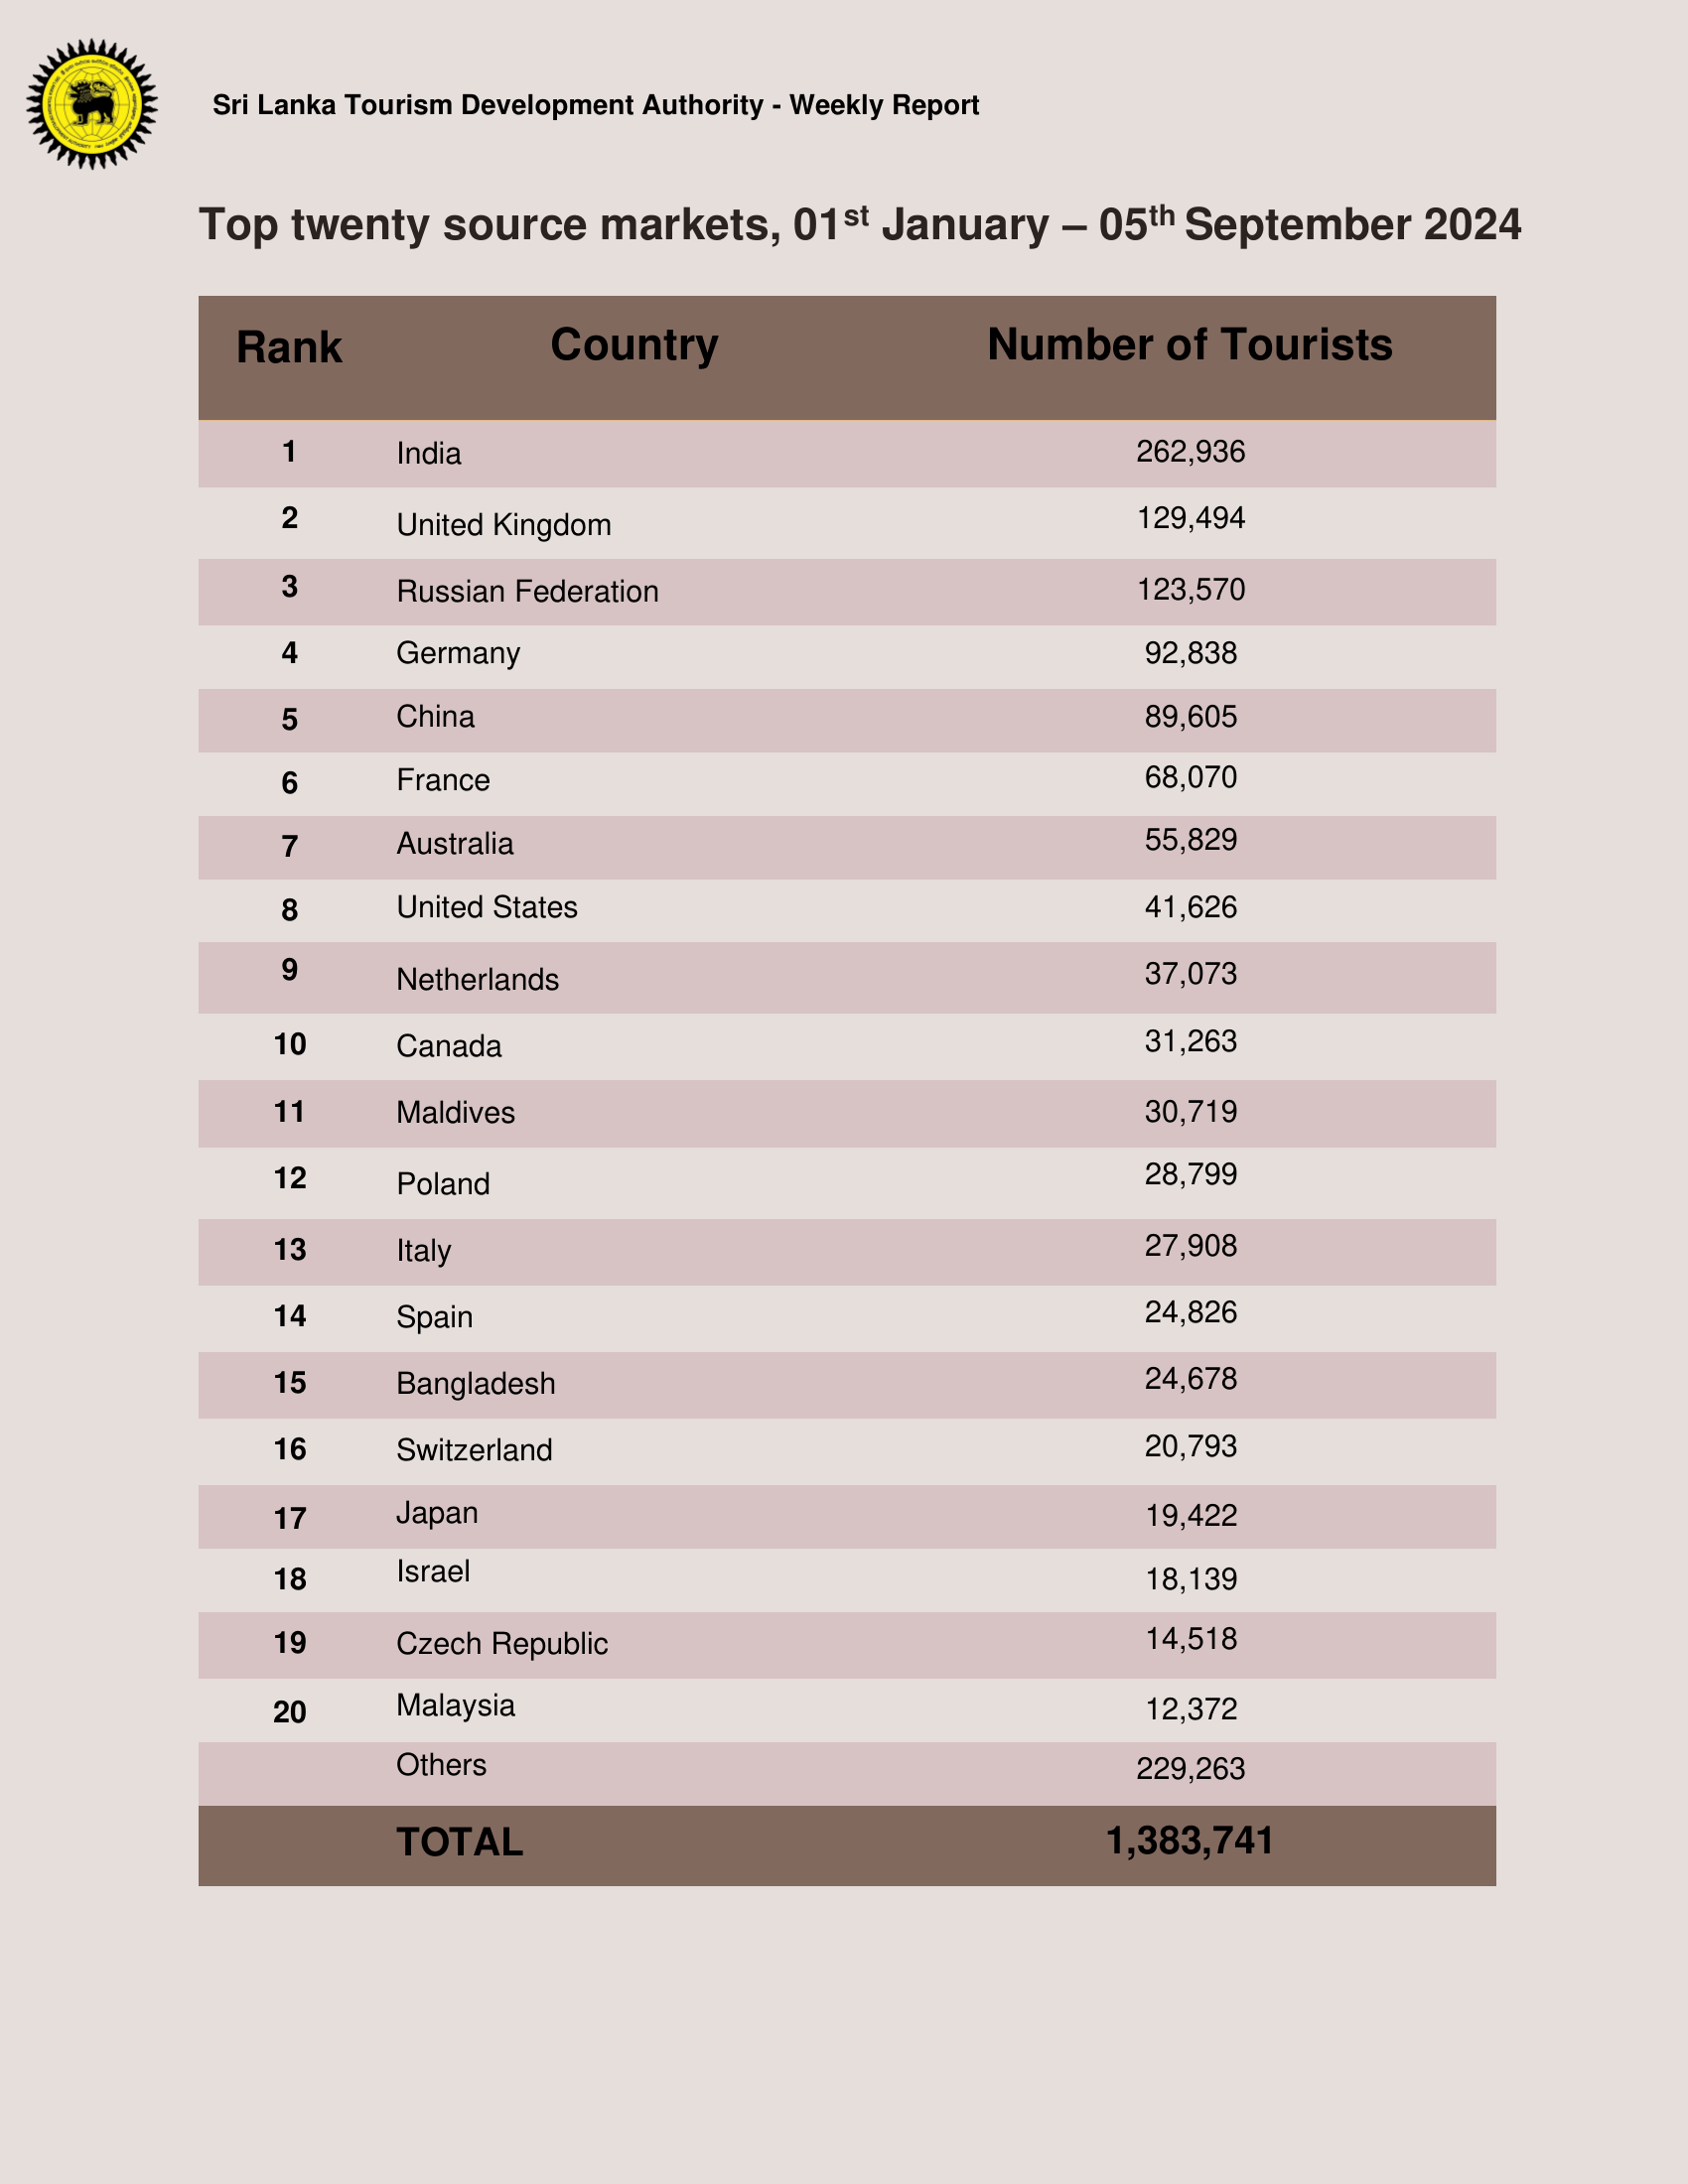 Sri Lanka Tourism Development Authority - Weekly Report
Top twenty source markets, 01st January – 05th September 2024
Rank Country Number of Tourists
1 India 262,936
2 United Kingdom 129,494
3 Russian Federation 123,570
4 Germany 92,838
5 China 89,605
6 France 68,070
7 Australia 55,829
8 United States 41,626
9 Netherlands 37,073
10 Canada 31,263
11 Maldives 30,719
12 Poland 28,799
13 Italy 27,908
14 Spain 24,826
15 Bangladesh 24,678
16 Switzerland 20,793
17 Japan 19,422
18 Israel 18,139
19 Czech Republic 14,518
20 Malaysia 12,372
Others 229,263
TOTAL 1,383,741